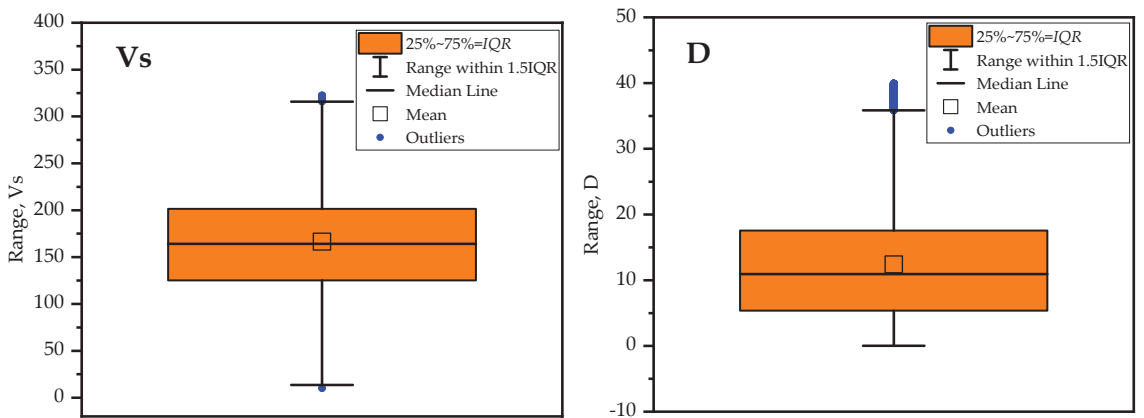 Vs
25%~75%=IQR
Range within 1.5IQR
Median Line
Mean
Outliers
Range, Vs
400
350
300
250
200
150
100
50
0
D
25%~75%=IQR
Range within 1.5IQR
Median Line
Mean
Outliers
Range, D
50
40
30
20
10
0
-10